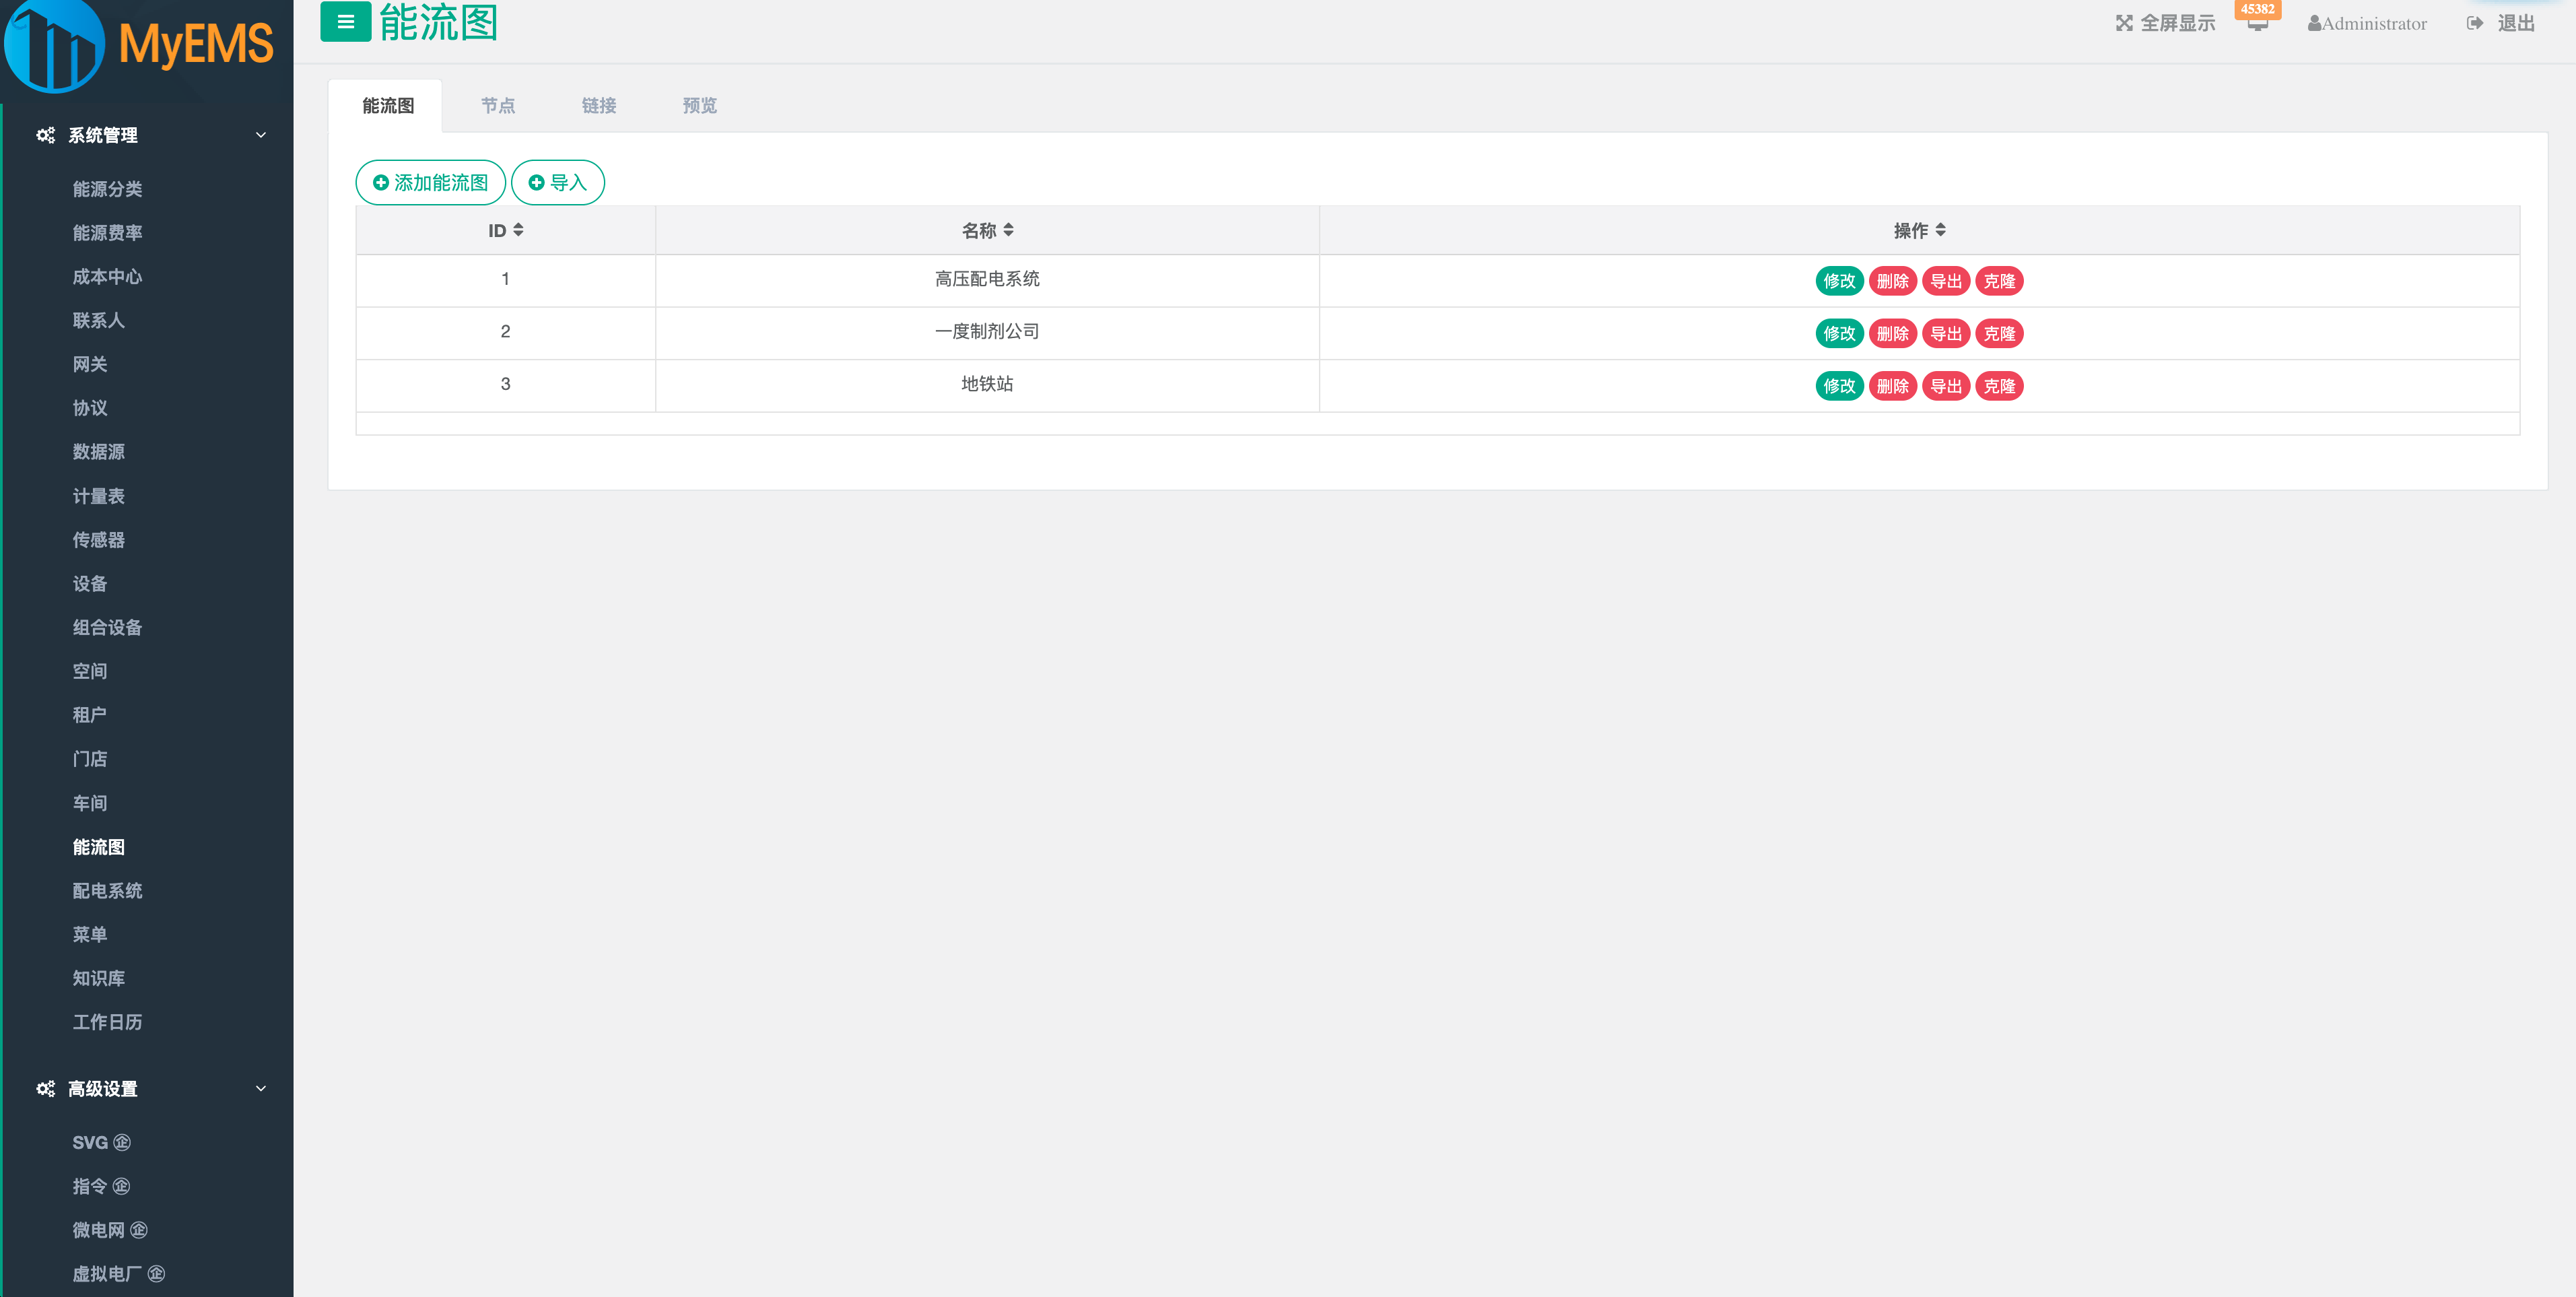 MyEMS
能流图
全屏显示
45382
Administrator
退出
系统管理
能源分类
能源费率
成本中心
联系人
网关
协议
数据源
计量表
传感器
设备
组合设备
空间
租户
门店
车间
能流图
配电系统
菜单
知识库
工作日历
高级设置
SVG ㊭
指令 ㊭
微电网 ㊭
虚拟电厂 ㊭
能流图 节点 链接 预览
添加能流图 导入
ID 名称 操作
1 高压配电系统 修改 删除 导出 克隆
2 一度制剂公司 修改 删除 导出 克隆
3 地铁站 修改 删除 导出 克隆